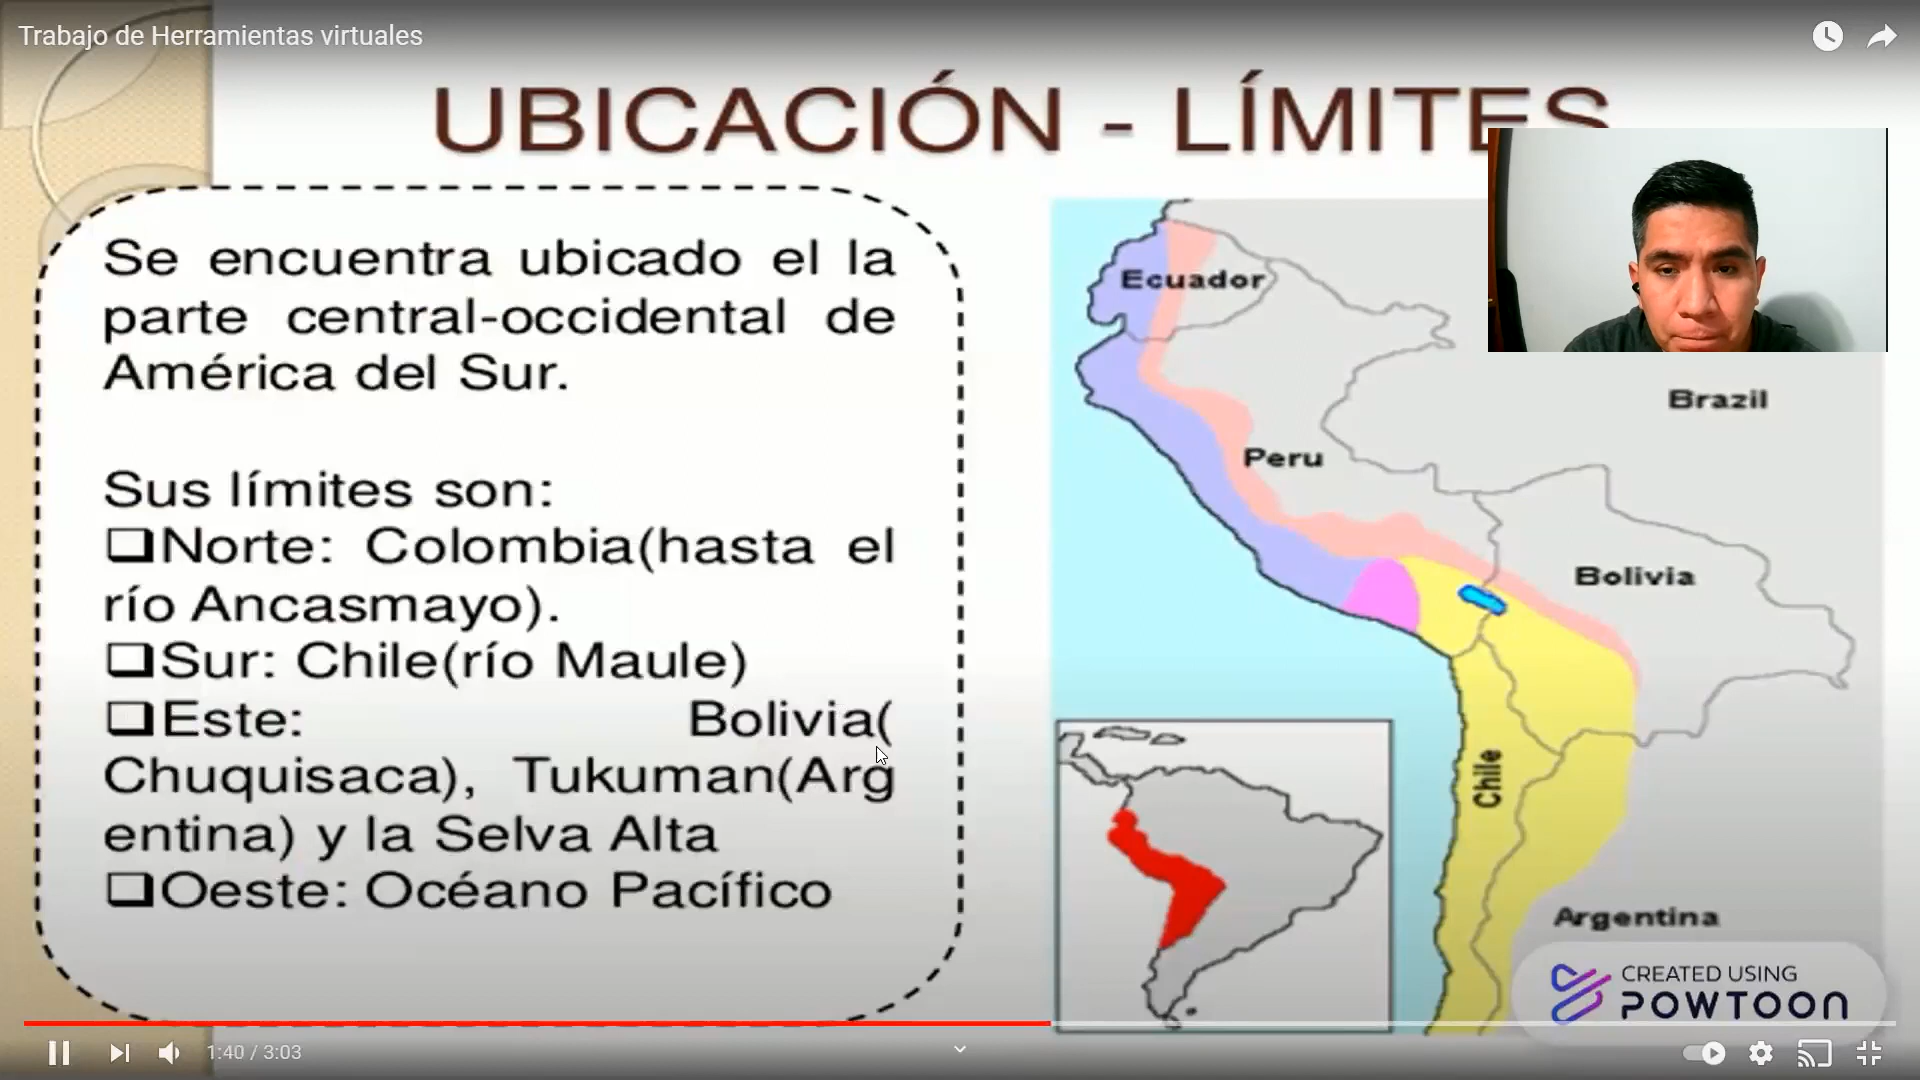 Trabajo de Herramientas virtuales
UBICACIÓN - LÍMITES
Se encuentra ubicado el la
parte central-occidental de
América del Sur.
Sus límites son:
❑Norte: Colombia(hasta el
río Ancasmayo).
❑Sur: Chile(río Maule)
❑Este: Bolivia(
Chuquisaca), Tukuman(Arg
entina) y la Selva Alta
❑Oeste: Océano Pacífico
Ecuador
Brazil
Peru
Bolivia
Chile
Argentina
CREATED USING
POWTOON
1:40 / 3:03